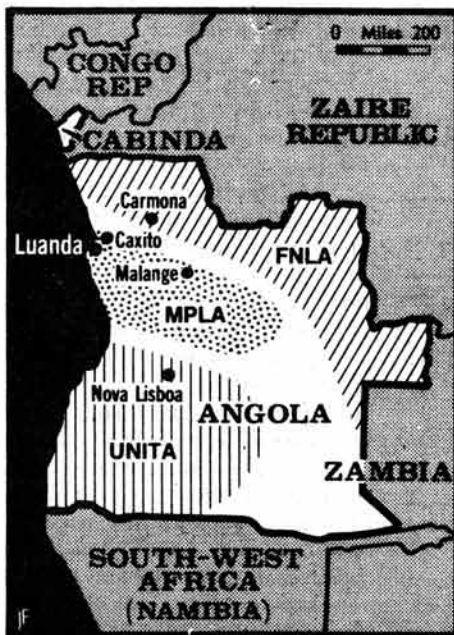 0 Miles 200
CONGO
REP
ZAIRE
REPUBLIC
CABINDA
Carmona
Luanda
Caxito
FNLA
Malange
MPLA
Nova Lisboa
ANGOLA
UNITA
ZAMBIA
SOUTH-WEST
AFRICA
(NAMIBIA)
JF